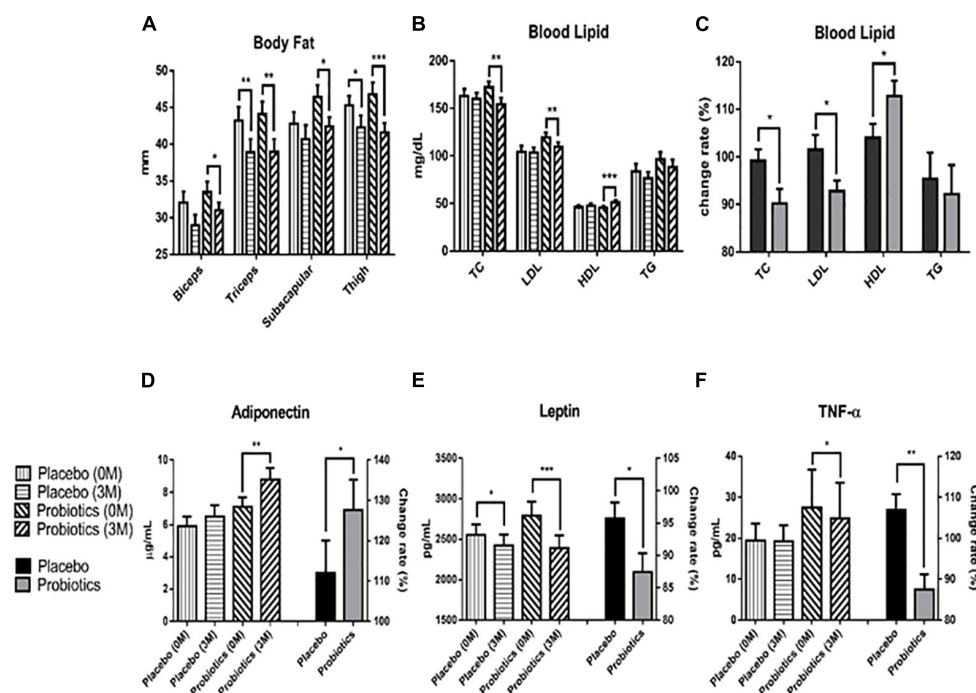 A
Body Fat
mm
45
40
35
30
25
Biceps
Triceps
Subscapular
Thigh
*
**
**
*
*
***
B
Blood Lipid
mg/dL
200
150
100
50
0
TC
LDL
HDL
TG
**
**
***
C
Blood Lipid
change rate (%)
120
110
100
90
80
TC
LDL
HDL
TG
*
*
*
Placebo (0M)
Placebo (3M)
Probiotics (0M)
Probiotics (3M)
Placebo
Probiotics
D
Adiponectin
μg/mL
10
8
6
4
2
0
**
*
140
130
120
110
100
Change rate (%)
Placebo (0M)
Placebo (3M)
Probiotics (0M)
Probiotics (3M)
Placebo
Probiotics
E
Leptin
pg/mL
3500
3000
2500
2000
1500
*
***
*
105
100
95
90
85
80
Change rate (%)
Placebo (0M)
Placebo (3M)
Probiotics (0M)
Probiotics (3M)
Placebo
Probiotics
F
TNF-α
pg/mL
40
30
20
10
0
*
**
120
110
100
90
80
Change rate (%)
Placebo (0M)
Placebo (3M)
Probiotics (0M)
Probiotics (3M)
Placebo
Probiotics